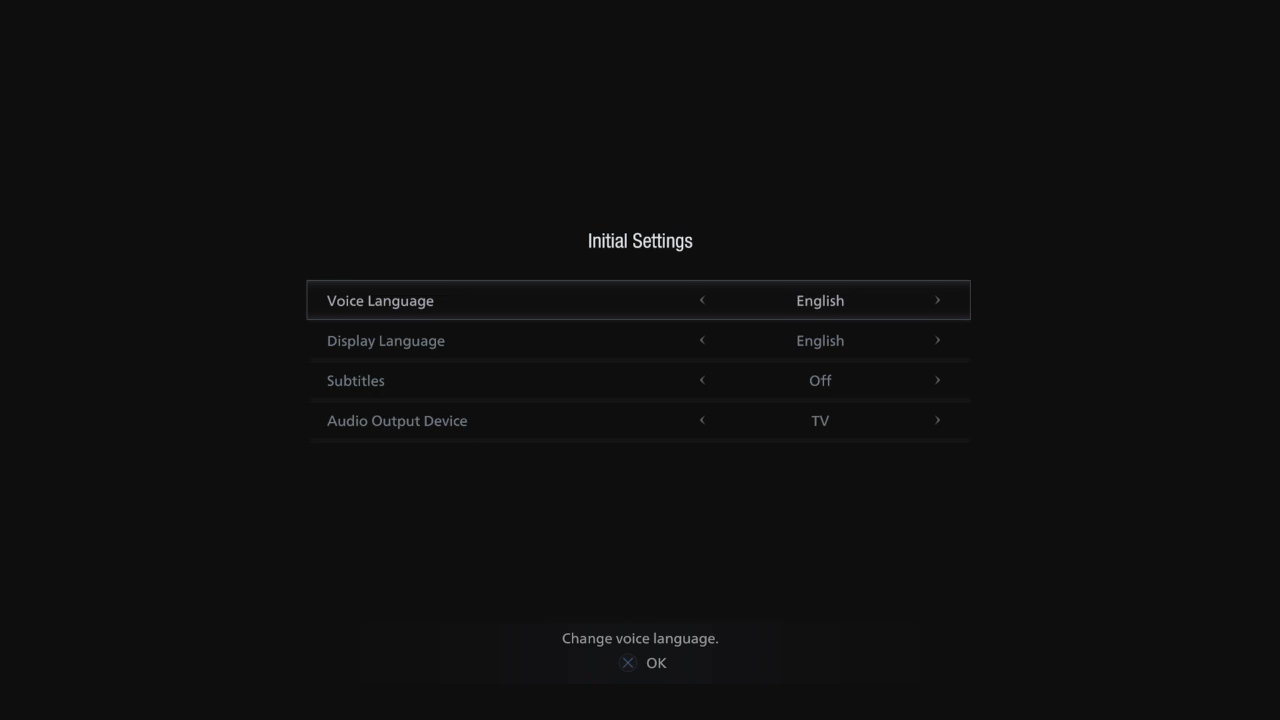 Initial Settings
Voice Language < English >
Display Language < English >
Subtitles < Off >
Audio Output Device < TV >
Change voice language.
OK